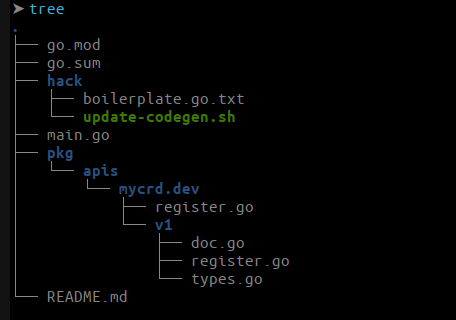 ➤ tree
.
├── go.mod
├── go.sum
├── hack
│   ├── boilerplate.go.txt
│   └── update-codegen.sh
├── main.go
├── pkg
│   └── apis
│       └── mycrd.dev
│           ├── register.go
│           └── v1
│               ├── doc.go
│               ├── register.go
│               └── types.go
└── README.md